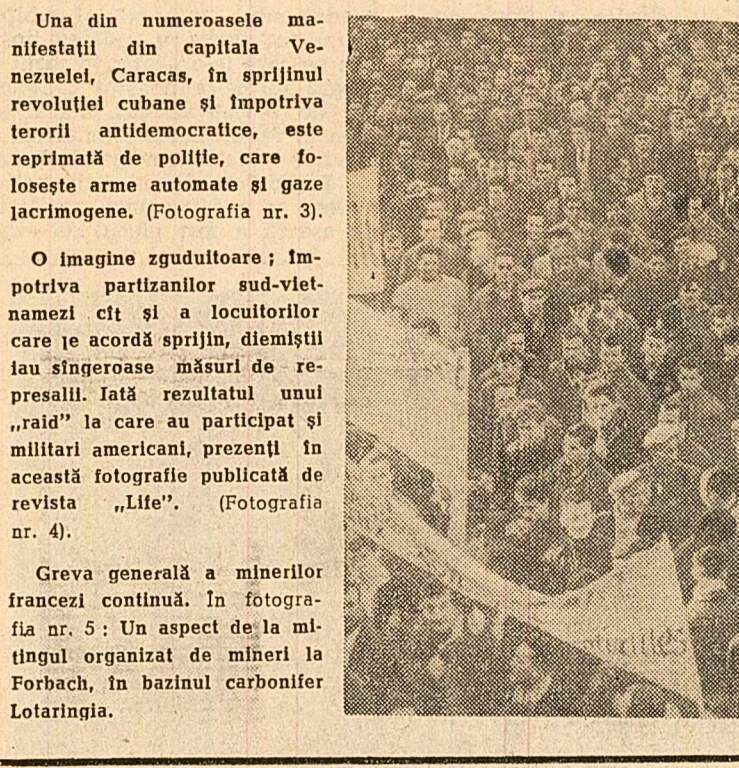 Una din numeroasele ma-
nifestații din capitala Ve-
nezuelei, Caracas, în sprijinul
revoluției cubane și împotriva
terorii antidemocratice, este
reprimată de poliție, care fo-
losește arme automate și gaze
lacrimogene. (Fotografia nr. 3).
O imagine zguduitoare ; îm-
potriva partizanilor sud-viet-
namezi cît și a locuitorilor
care le acordă sprijin, diemiștii
iau sîngeroase măsuri de re-
presalii. Iată rezultatul unui
„raid” la care au participat și
militari americani, prezenți în
această fotografie publicată de
revista „Life”. (Fotografia
nr. 4).
Greva generală a minerilor
francezi continuă. În fotogra-
fia nr. 5 : Un aspect de la mi-
tingul organizat de mineri la
Forbach, în bazinul carbonifer
Lotaringia.